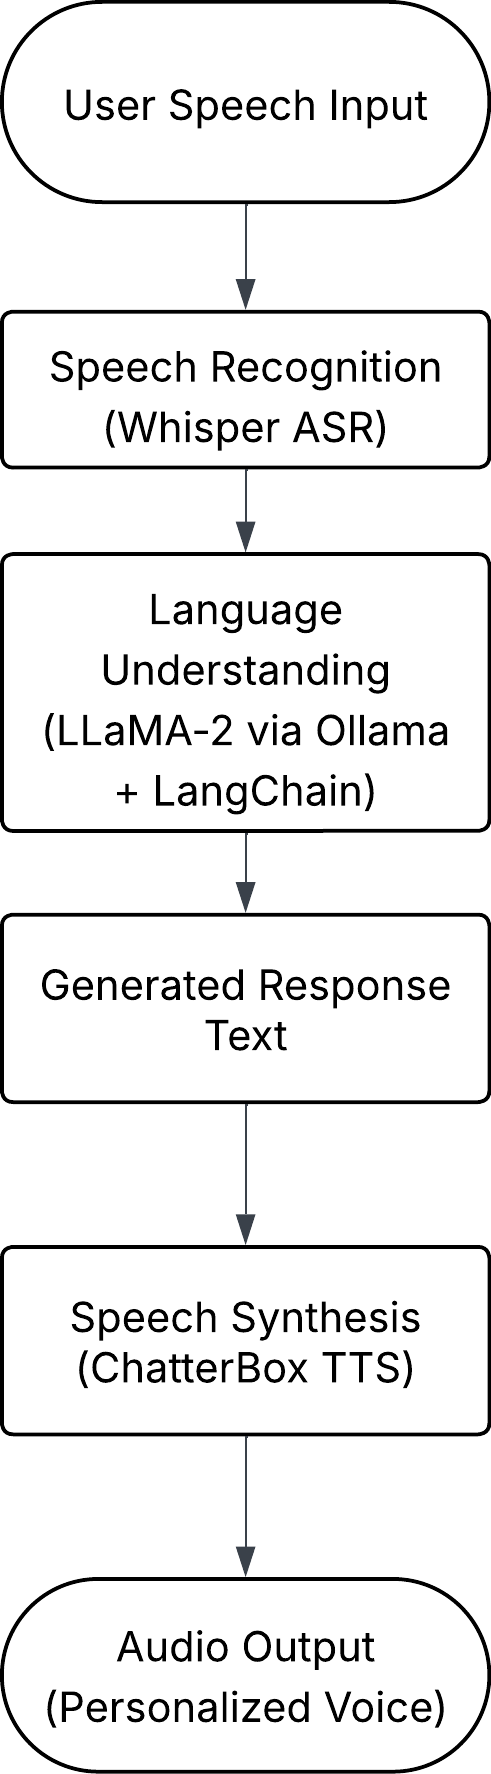 User Speech Input
Speech Recognition
(Whisper ASR)
Language
Understanding
(LLaMA-2 via Ollama
+ LangChain)
Generated Response
Text
Speech Synthesis
(ChatterBox TTS)
Audio Output
(Personalized Voice)